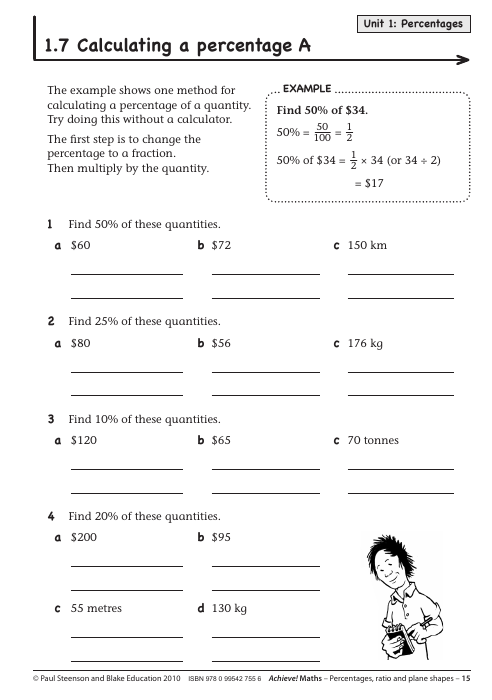 Unit 1: Percentages
1.7 Calculating a percentage A
The example shows one method for
calculating a percentage of a quantity.
Try doing this without a calculator.
The first step is to change the
percentage to a fraction.
Then multiply by the quantity.
EXAMPLE
Find 50% of $34.
50% = 50/100 = 1/2
50% of $34 = 1/2 × 34 (or 34 ÷ 2)
= $17
1 Find 50% of these quantities.
a $60 b $72 c 150 km
2 Find 25% of these quantities.
a $80 b $56 c 176 kg
3 Find 10% of these quantities.
a $120 b $65 c 70 tonnes
4 Find 20% of these quantities.
a $200 b $95
c 55 metres d 130 kg
© Paul Steenson and Blake Education 2010 ISBN 978 0 99542 755 6 Achieve! Maths – Percentages, ratio and plane shapes – 15